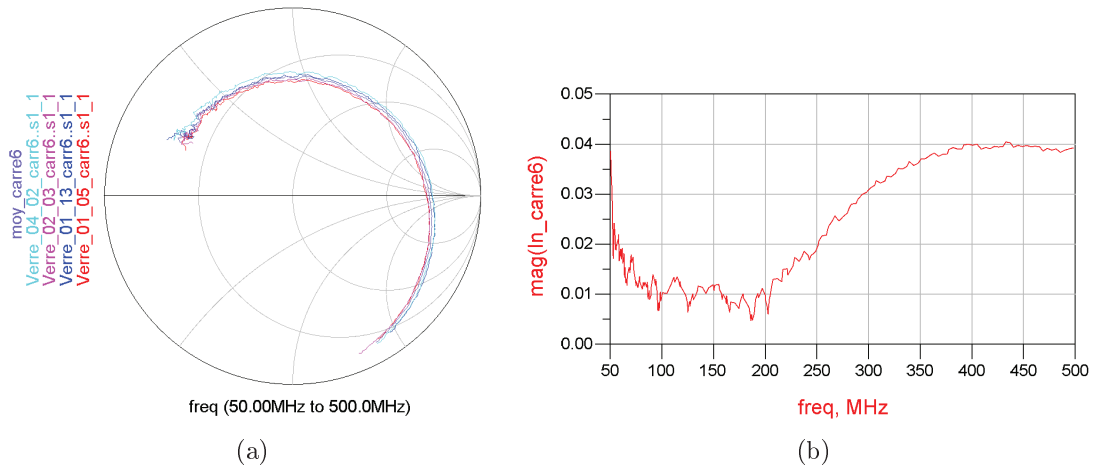 moy_carre6
Verre_04_02_carr6..s1_1
Verre_02_03_carr6..s1_1
Verre_01_13_carr6..s1_1
Verre_01_05_carr6..s1_1
freq (50.00MHz to 500.0MHz)
(a)
mag(In_carre6)
0.05
0.04
0.03
0.02
0.01
0.00
50 100 150 200 250 300 350 400 450 500
freq, MHz
(b)